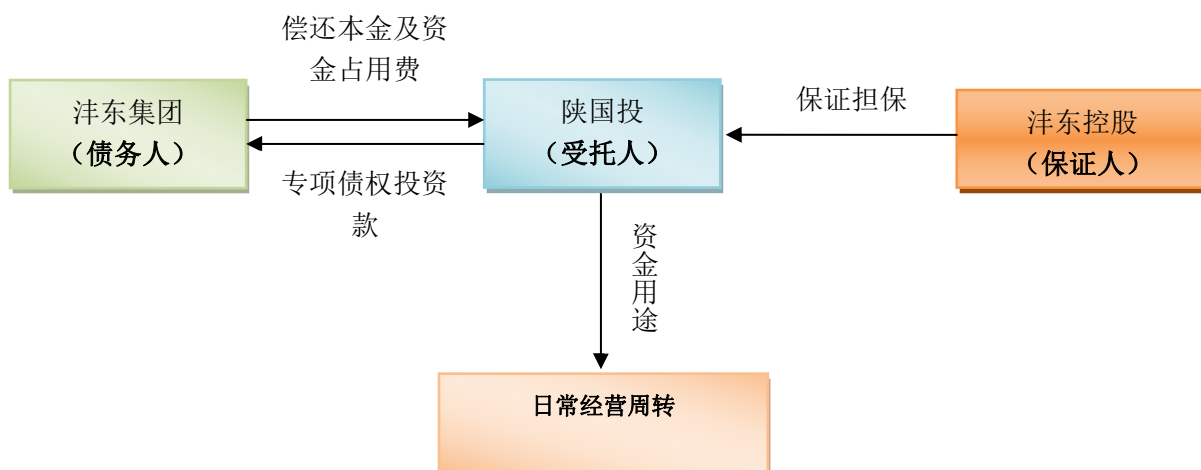 偿还本金及资
金占用费
沣东集团
（债务人）
陕国投
（受托人）
保证担保
沣东控股
（保证人）
专项债权投资
款
资金用途
日常经营周转